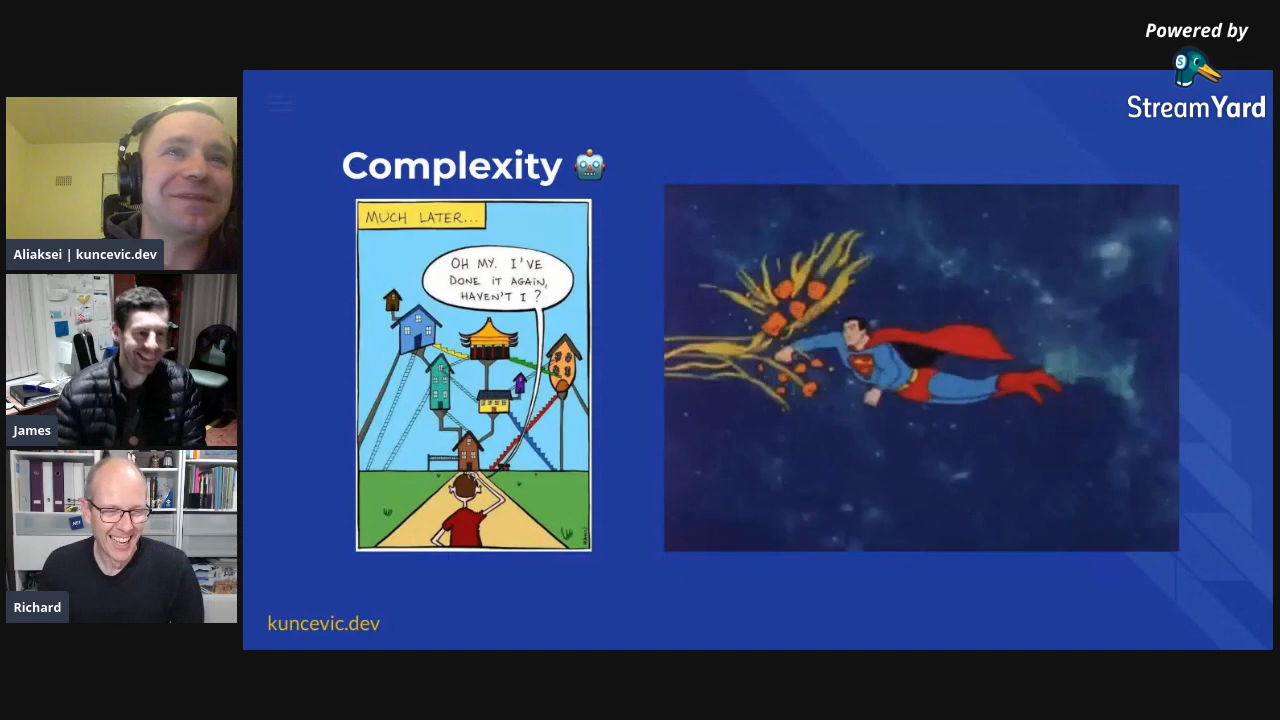 Powered by
StreamYard
Complexity
MUCH LATER...
OH MY. I'VE
DONE IT AGAIN,
HAVEN'T I?
Aliaksei | kuncevic.dev
James
Richard
kuncevic.dev